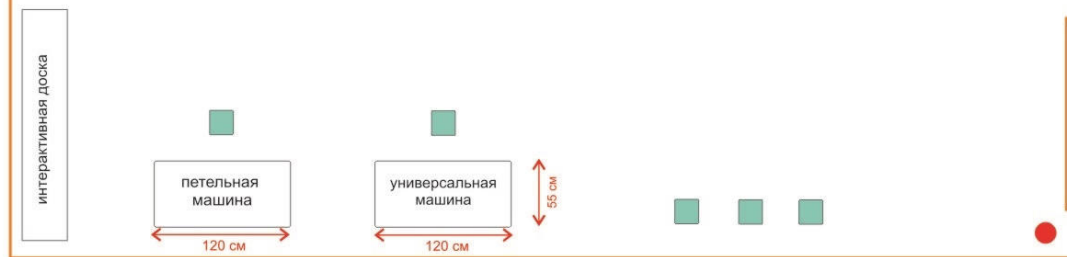 интерактивная доска
петельная
машина
универсальная
машина
55 см
120 см
120 см